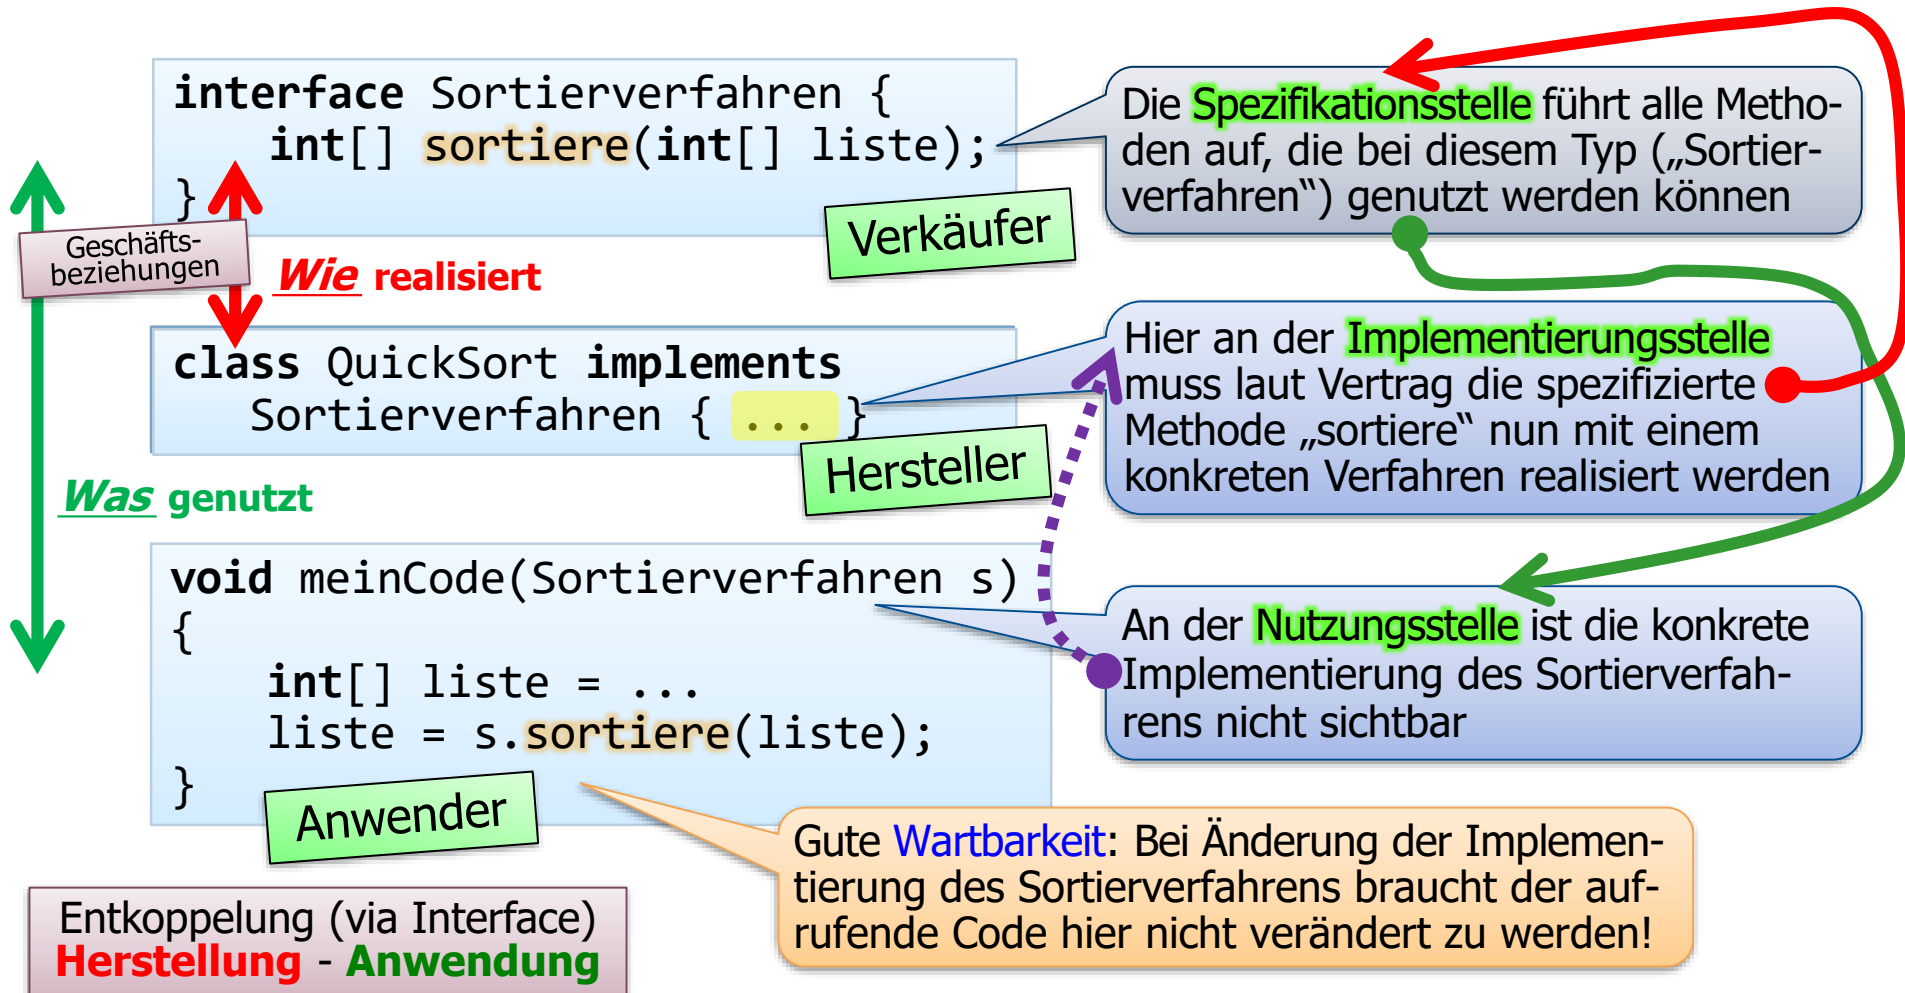 interface Sortierverfahren {
int[] sortiere(int[] liste);
}
Verkäufer
Die Spezifikationsstelle führt alle Metho-
den auf, die bei diesem Typ („Sortier-
verfahren“) genutzt werden können
Geschäfts-
beziehungen
Wie realisiert
class QuickSort implements
Sortierverfahren { ... }
Hersteller
Hier an der Implementierungsstelle
muss laut Vertrag die spezifizierte
Methode „sortiere“ nun mit einem
konkreten Verfahren realisiert werden
Was genutzt
void meinCode(Sortierverfahren s)
{
int[] liste = ...
liste = s.sortiere(liste);
}
Anwender
An der Nutzungsstelle ist die konkrete
Implementierung des Sortierverfah-
rens nicht sichtbar
Gute Wartbarkeit: Bei Änderung der Implemen-
tierung des Sortierverfahrens braucht der auf-
rufende Code hier nicht verändert zu werden!
Entkoppelung (via Interface)
Herstellung - Anwendung